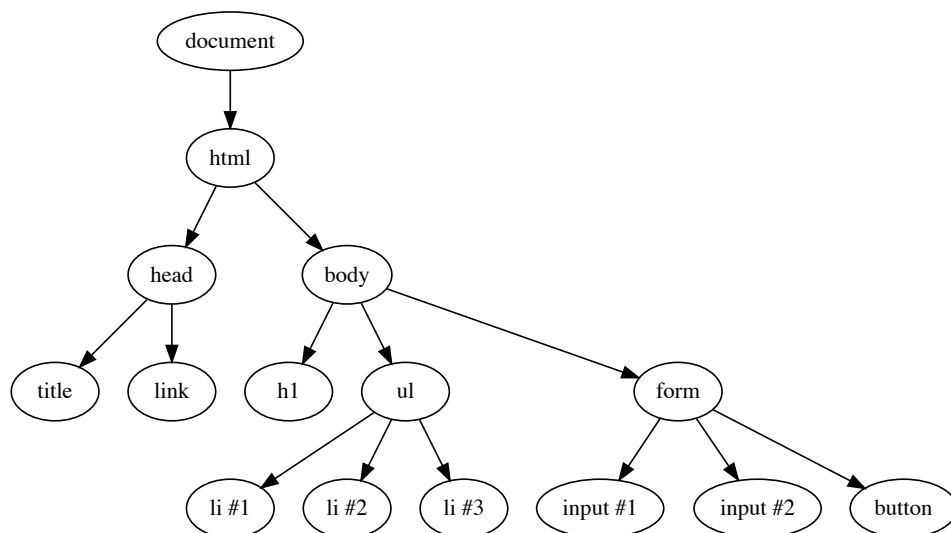 document
html
head
body
title
link
h1
ul
form
li #1
li #2
li #3
input #1
input #2
button